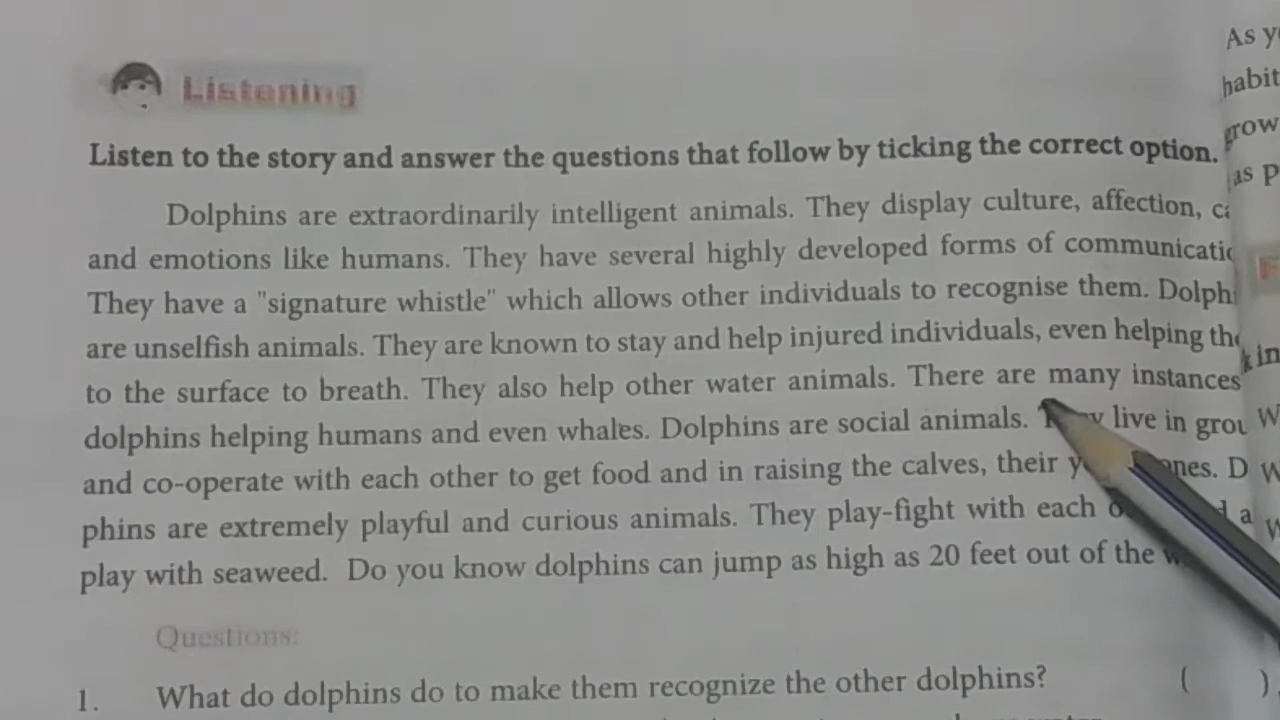 Listening
Listen to the story and answer the questions that follow by ticking the correct option.
Dolphins are extraordinarily intelligent animals. They display culture, affection,
and emotions like humans. They have several highly developed forms of
They have a "signature whistle" which allows other individuals to recognise them.
are unselfish animals. They are known to stay and help injured individuals, even helping
to the surface to breath. They also help other water animals. There are many instances
dolphins helping humans and even whales. Dolphins are social animals. live in
and co-operate with each other to get food and in raising the calves, their
phins are extremely playful and curious animals. They play-fight with each
play with seaweed. Do you know dolphins can jump as high as 20 feet out of the
Questions:
1. What do dolphins do to make them recognize the other dolphins? ( )
As
grow
as